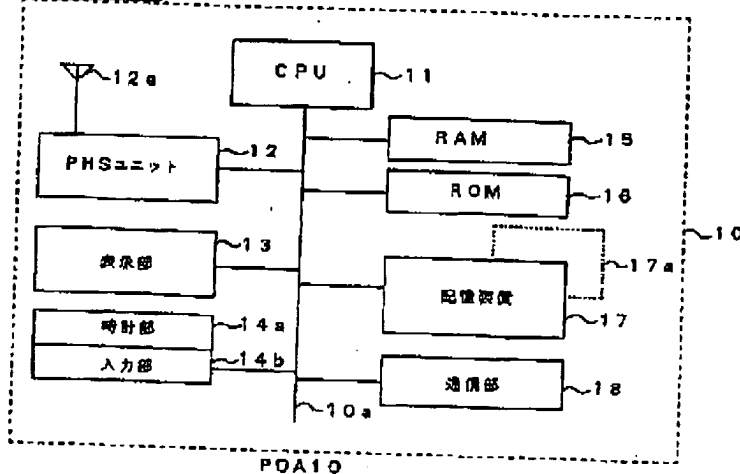 CPU
11
12a
PHSユニット
12
RAM
15
ROM
16
表示部
13
10
17a
記憶装置
17
時計部
14a
入力部
14b
通信部
18
10a
PDA10